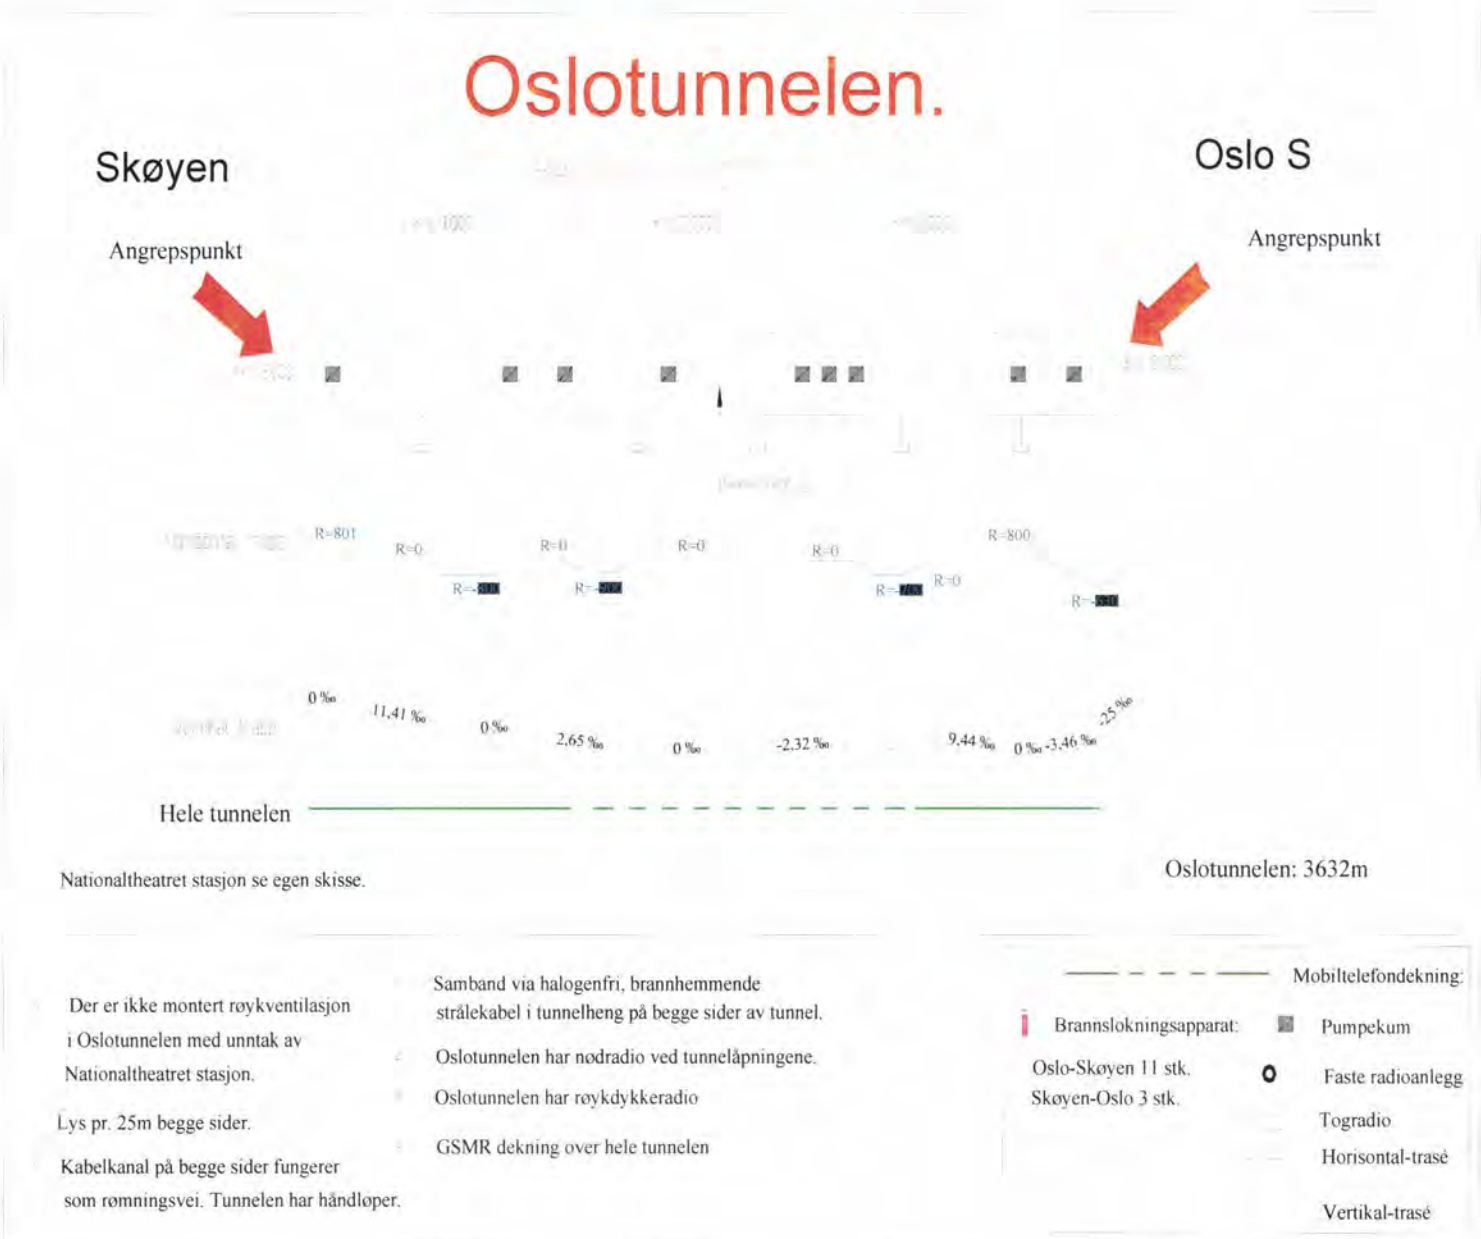 Oslotunnelen.
Skøyen
Oslo S
Angrepspunkt
Angrepspunkt
R=801
R=0
R=0
R=0
R=0
R=800
R=-800
R=-900
R=-700
R=0
R=-630
0 ‰
11,41 ‰
0 ‰
2,65 ‰
0 ‰
-2,32 ‰
9,44 ‰
0 ‰
-3,46 ‰
-25 ‰
Hele tunnelen
Nationaltheatret stasjon se egen skisse.
Oslotunnelen: 3632m
Der er ikke montert røykventilasjon
i Oslotunnelen med unntak av
Nationaltheatret stasjon.
Lys pr. 25m begge sider.
Kabelkanal på begge sider fungerer
som rømningsvei. Tunnelen har håndløper.
Samband via halogenfri, brannhemmende
strålekabel i tunnelheng på begge sider av tunnel.
Oslotunnelen har nødradio ved tunnelåpningene.
Oslotunnelen har røykdykkeradio
GSMR dekning over hele tunnelen
Mobiltelefondekning:
Brannslokningsapparat:
Oslo-Skøyen 11 stk.
Skøyen-Oslo 3 stk.
Pumpekum
Faste radioanlegg
Togradio
Horisontal-trasé
Vertikal-trasé